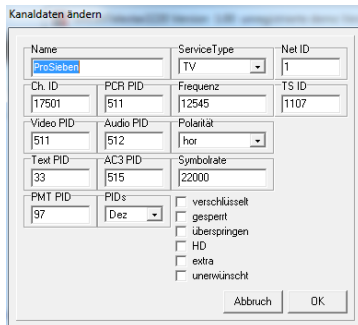 Kanaldaten ändern
Name ServiceType Net ID
ProSieben TV 1
Ch. ID PCR PID Frequenz TS ID
17501 511 12545 1107
Video PID Audio PID Polarität
511 512 hor
Text PID AC3 PID Symbolrate
33 515 22000
PMT PID PIDs
97 Dez
verschlüsselt
gesperrt
überspringen
HD
extra
unerwünscht
Abbruch OK